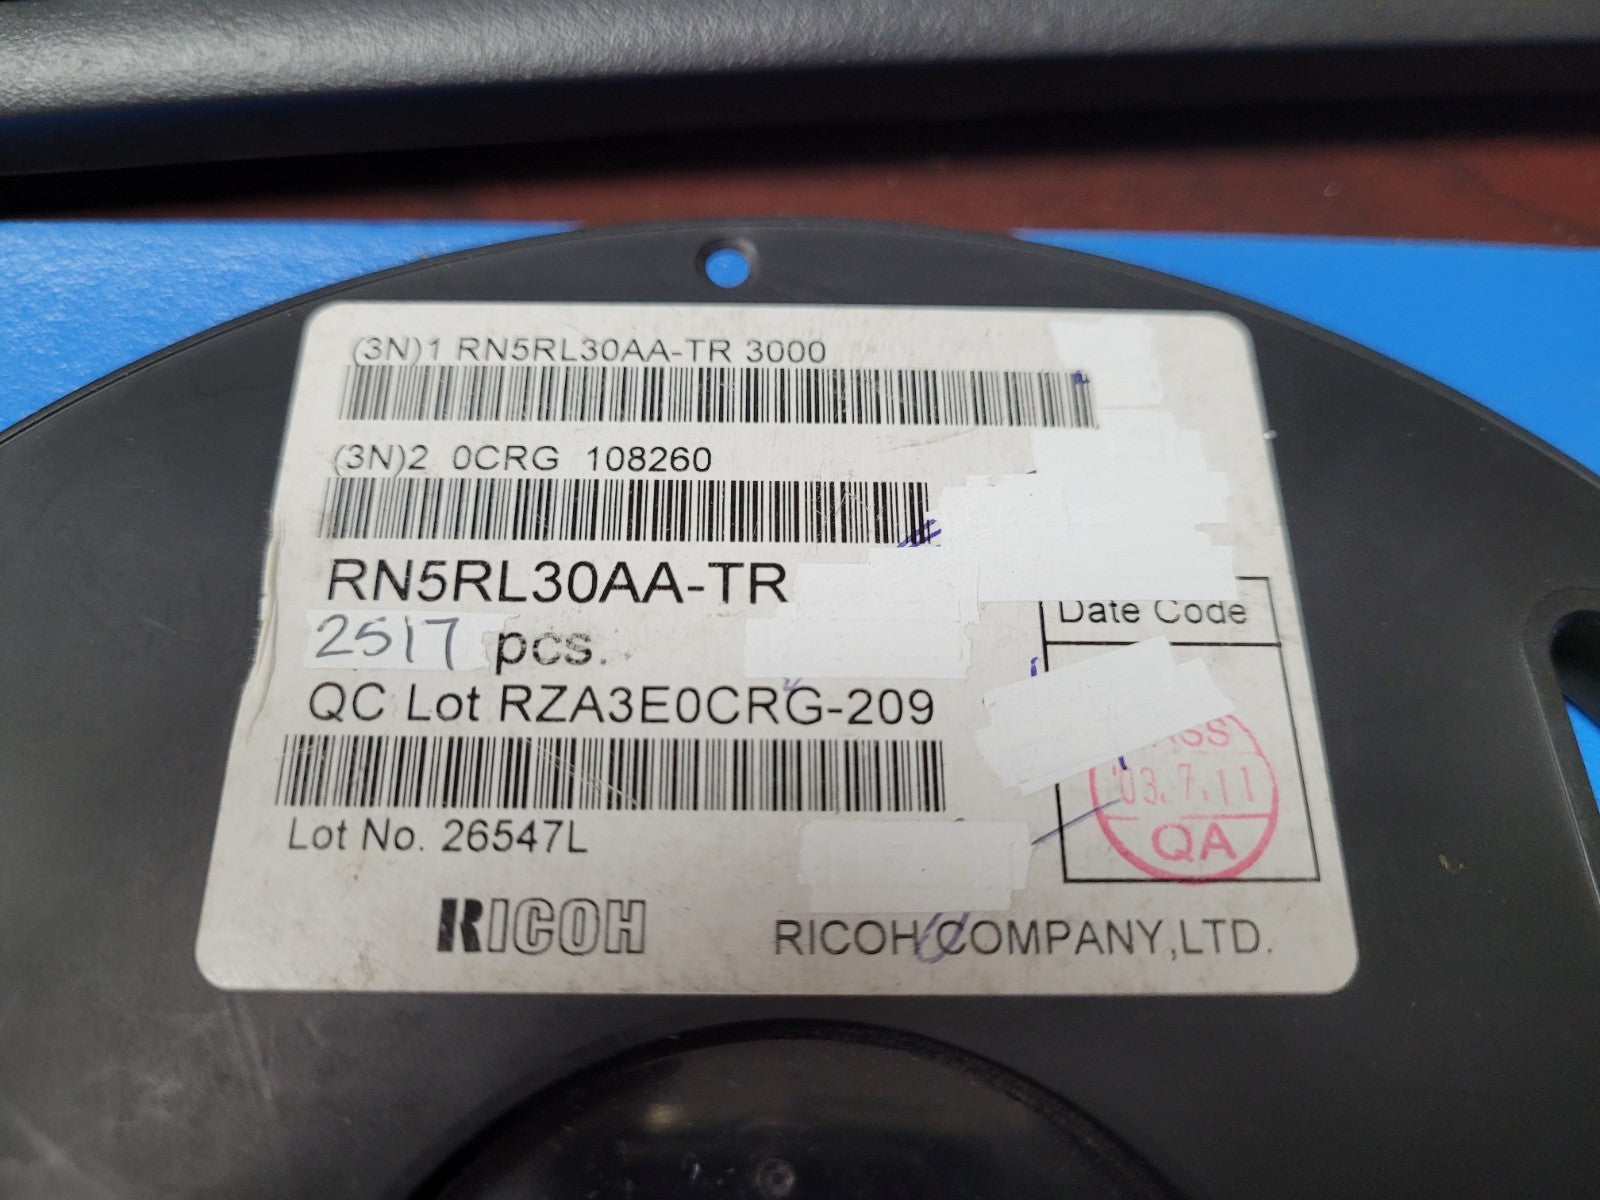 (3N)1 RN5RL30AA-TR 3000
(3N)2 0CRG 108260
RN5RL30AA-TR
2517 pcs.
Date Code
QC Lot RZA3E0CRG-209
'03.7.11
QA
Lot No. 26547L
RICOH
RICOH COMPANY,LTD.